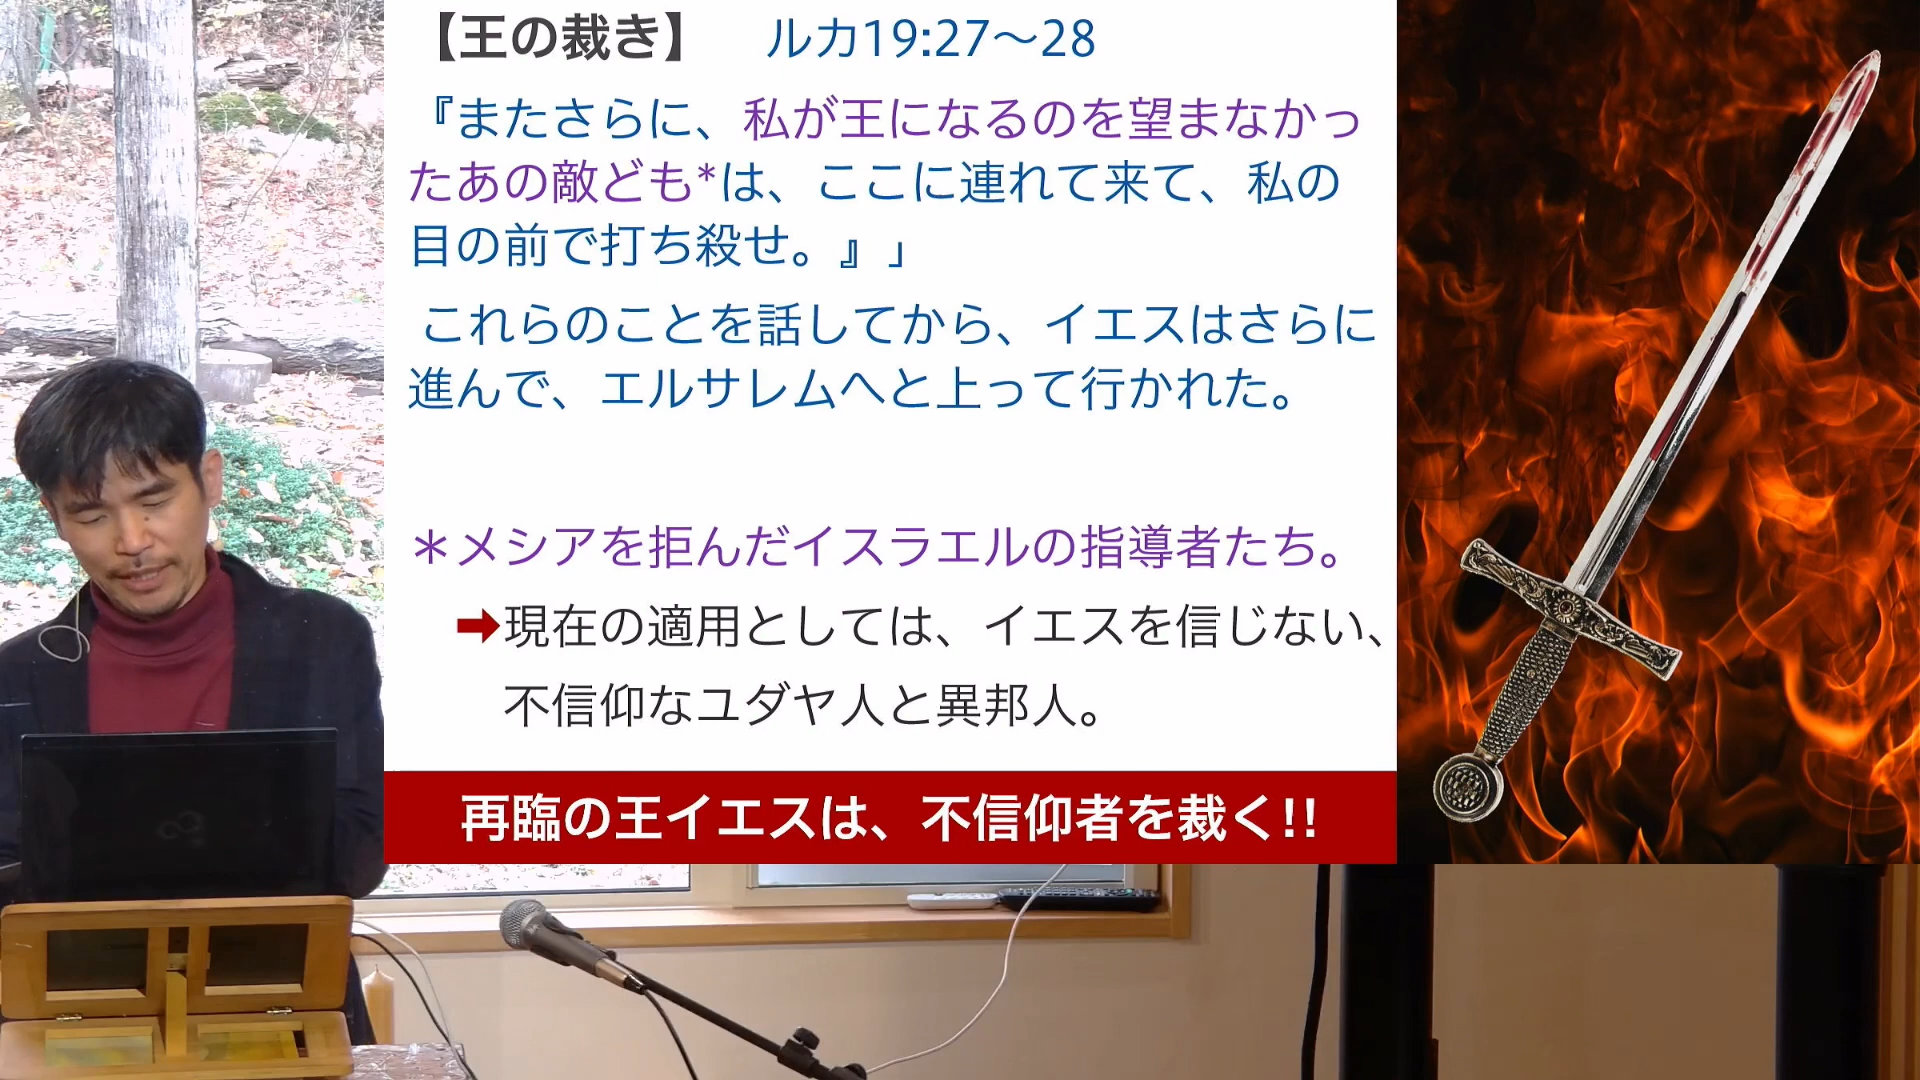 【王の裁き】 ルカ19:27〜28
『またさらに、私が王になるのを望まなかっ
たあの敵ども*は、ここに連れて来て、私の
目の前で打ち殺せ。』」
これらのことを話してから、イエスはさらに
進んで、エルサレムへと上って行かれた。
＊メシアを拒んだイスラエルの指導者たち。
➡現在の適用としては、イエスを信じない、
不信仰なユダヤ人と異邦人。
再臨の王イエスは、不信仰者を裁く!!